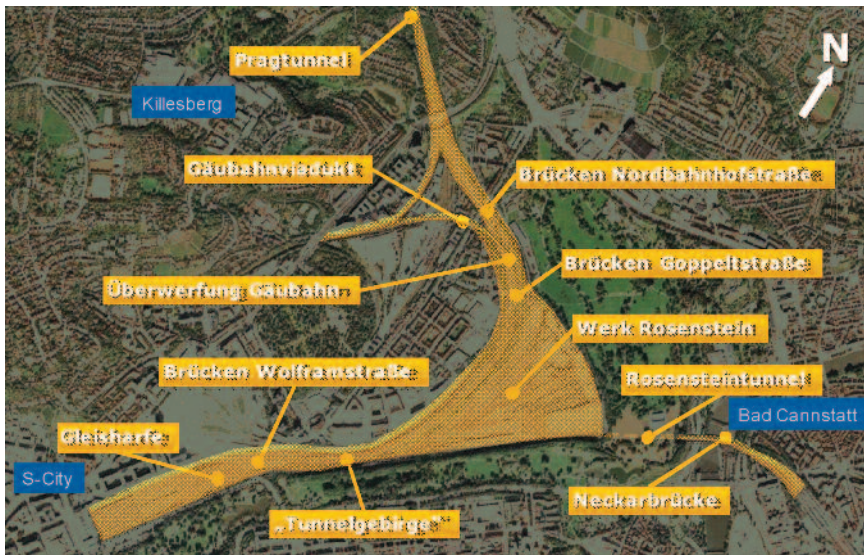 Pragtunnel
N
Killesberg
Gäubahnviadukt
Brücken Nordbahnhofstraße
Brücken Goppeltstraße
Überwerfung Gäubahn
Werk Rosenstein
Brücken Wolframstraße
Rosensteintunnel
Bad Cannstatt
Gleisharfe
S-City
Neckarbrücke
„Tunnelgebirge“